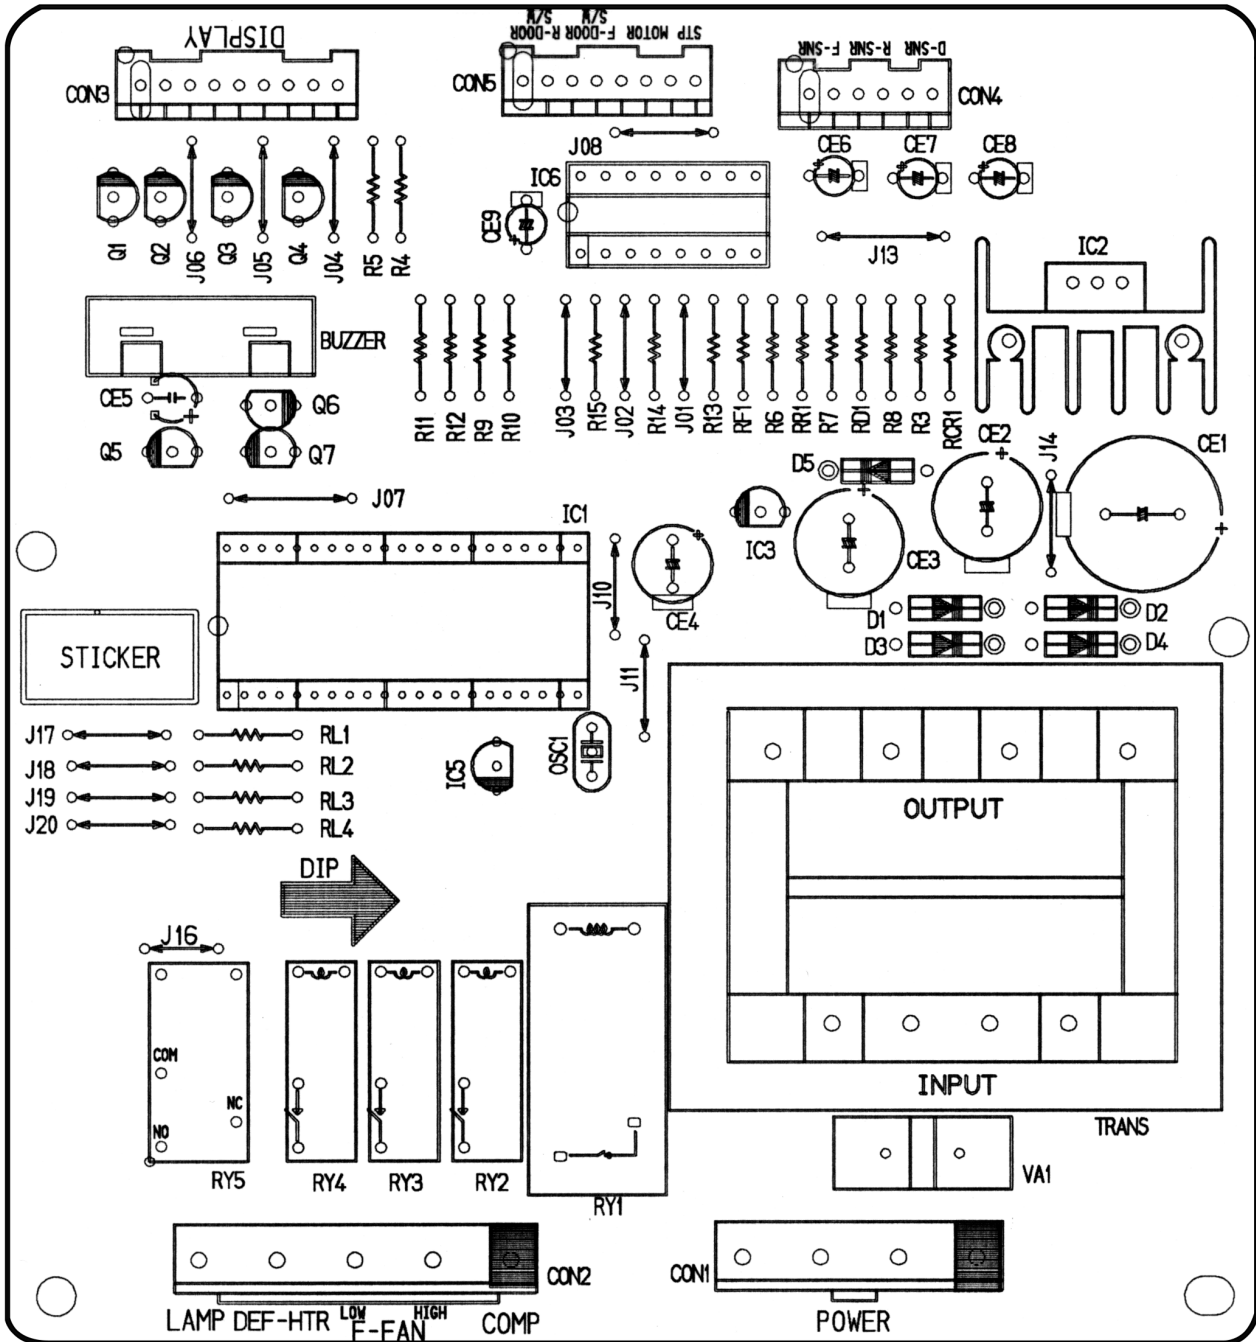 DISPLAY
R-DOOR S/W
F-DOOR S/W
STP MOTOR
F-SNR
R-SNR
D-SNR
CON3
CON5
CON4
J08
CE6
CE7
CE8
IC6
CE9
Q1
Q2
J06
Q3
J05
Q4
J04
R5
R4
J13
IC2
BUZZER
CE5
Q6
Q5
Q7
R11
R12
R9
R10
J03
R15
J02
R14
J01
R13
RF1
R6
RR1
R7
RD1
R8
R3
RCR1
CE2
J14
CE1
D5
J07
IC1
IC3
CE3
J10
CE4
D1
D2
D3
D4
STICKER
J11
J17
RL1
J18
RL2
J19
RL3
J20
RL4
IC5
OSC1
OUTPUT
DIP
J16
COM
NC
NO
RY5
RY4
RY3
RY2
RY1
INPUT
TRANS
VA1
CON2
CON1
LAMP DEF-HTR LOW HIGH COMP
F-FAN
POWER